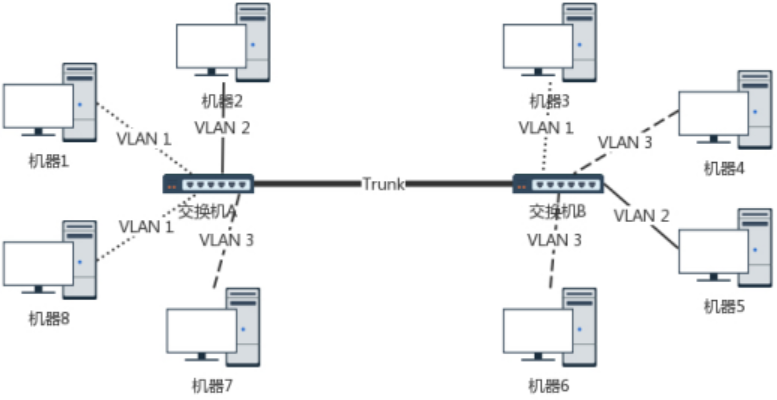 机器2
机器3
VLAN 2
VLAN 1
机器1
VLAN 1
VLAN 3
机器4
Trunk
交换机A
交换机B
VLAN 1
VLAN 3
VLAN 3
VLAN 2
机器8
机器5
机器7
机器6